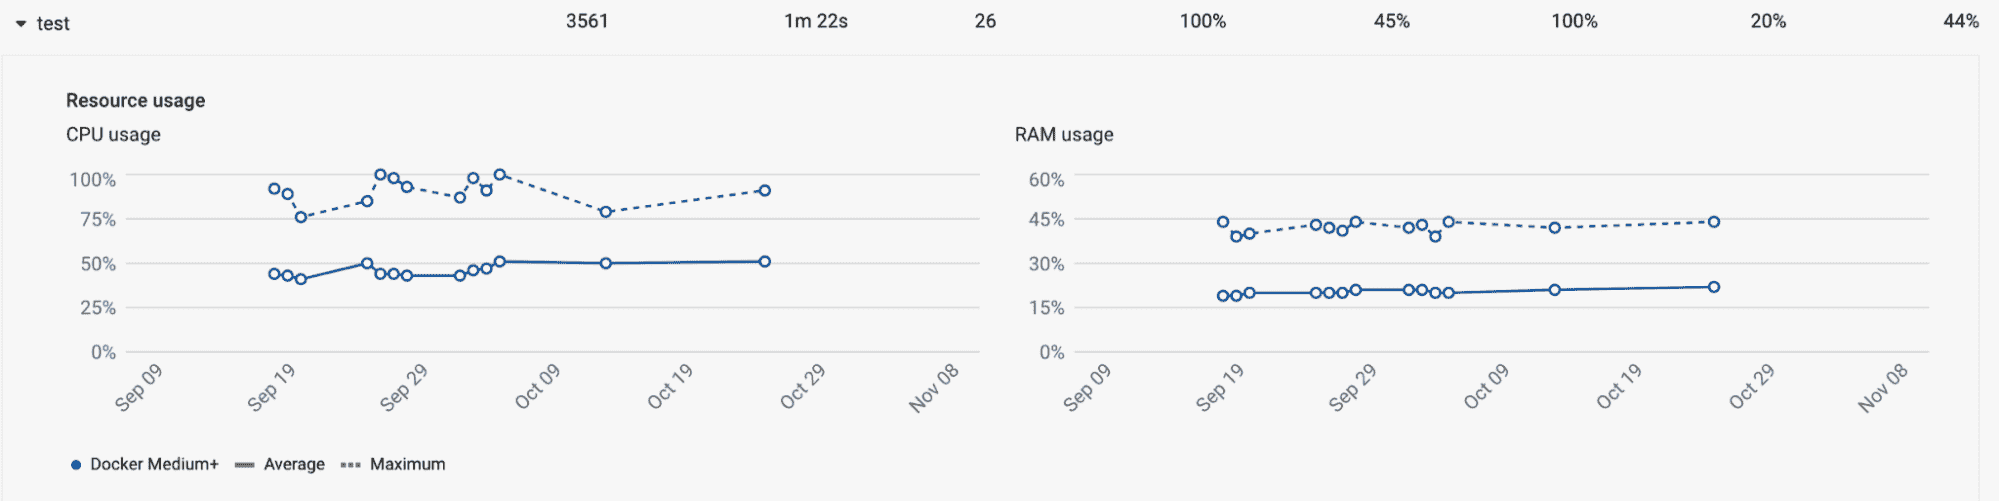 test 3561 1m 22s 26 100% 45% 100% 20% 44%
Resource usage
CPU usage
100%
75%
50%
25%
0%
Sep 09 Sep 19 Sep 29 Oct 09 Oct 19 Oct 29 Nov 08
RAM usage
60%
45%
30%
15%
0%
Sep 09 Sep 19 Sep 29 Oct 09 Oct 19 Oct 29 Nov 08
Docker Medium+ Average Maximum